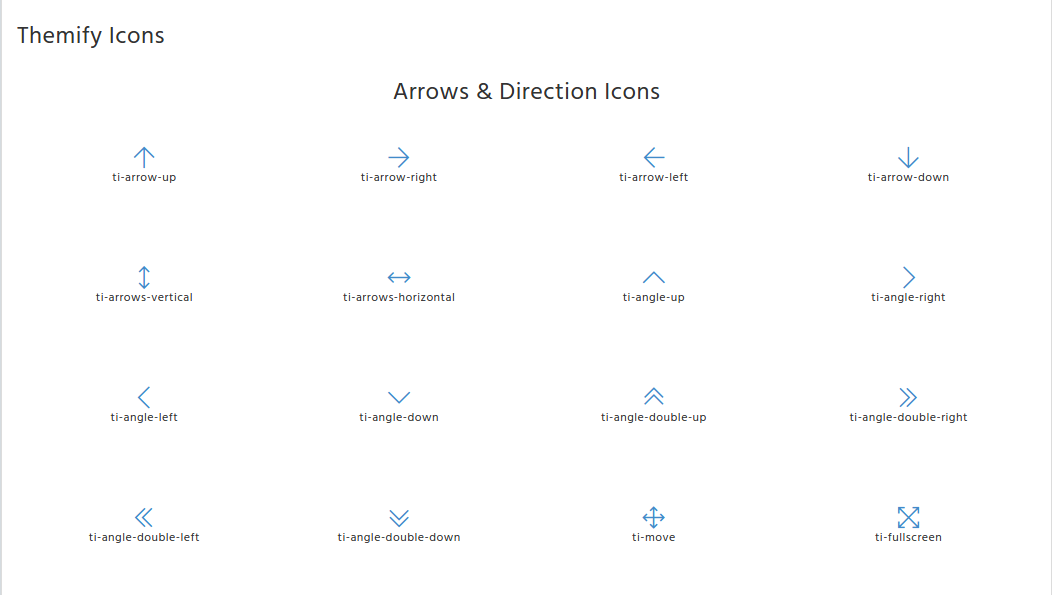 Themify Icons
Arrows & Direction Icons
ti-arrow-up
ti-arrow-right
ti-arrow-left
ti-arrow-down
ti-arrows-vertical
ti-arrows-horizontal
ti-angle-up
ti-angle-right
ti-angle-left
ti-angle-down
ti-angle-double-up
ti-angle-double-right
ti-angle-double-left
ti-angle-double-down
ti-move
ti-fullscreen